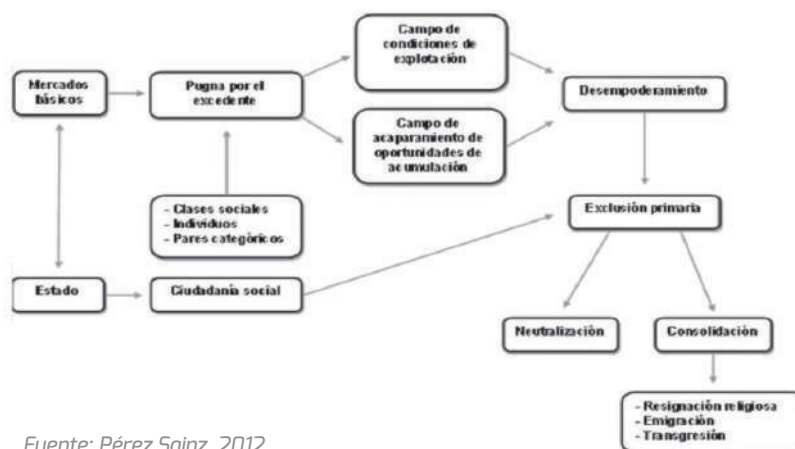 Campo de
condiciones de
explotación
Mercados
básicos
Pugna por el
excedente
Desempoderamiento
Campo de
acaparamiento de
oportunidades de
acumulación
- Clases sociales
- Individuos
- Pares categóricos
Exclusión primaria
Estado
Ciudadanía social
Neutralización
Consolidación
- Resignación religiosa
- Emigración
- Transgresión
Fuente: Pérez Sainz, 2012